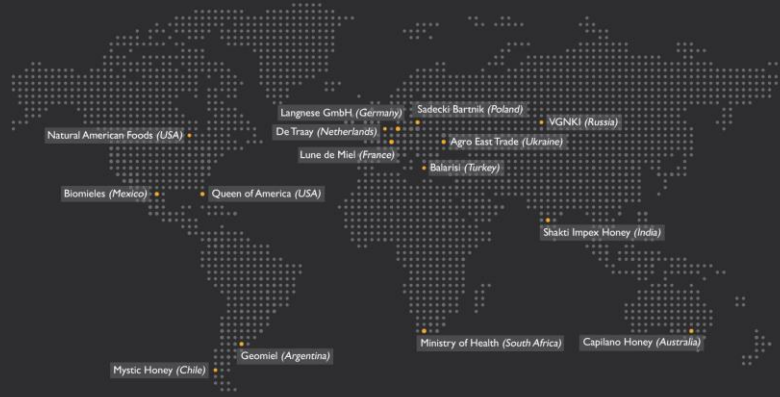 Langnese GmbH (Germany)
Sadecki Bartnik (Poland)
VGNKI (Russia)
Natural American Foods (USA)
De Traay (Netherlands)
Agro East Trade (Ukraine)
Lune de Miel (France)
Balarisi (Turkey)
Biomieles (Mexico)
Queen of America (USA)
Shakti Impex Honey (India)
Ministry of Health (South Africa)
Capilano Honey (Australia)
Geomiel (Argentina)
Mystic Honey (Chile)